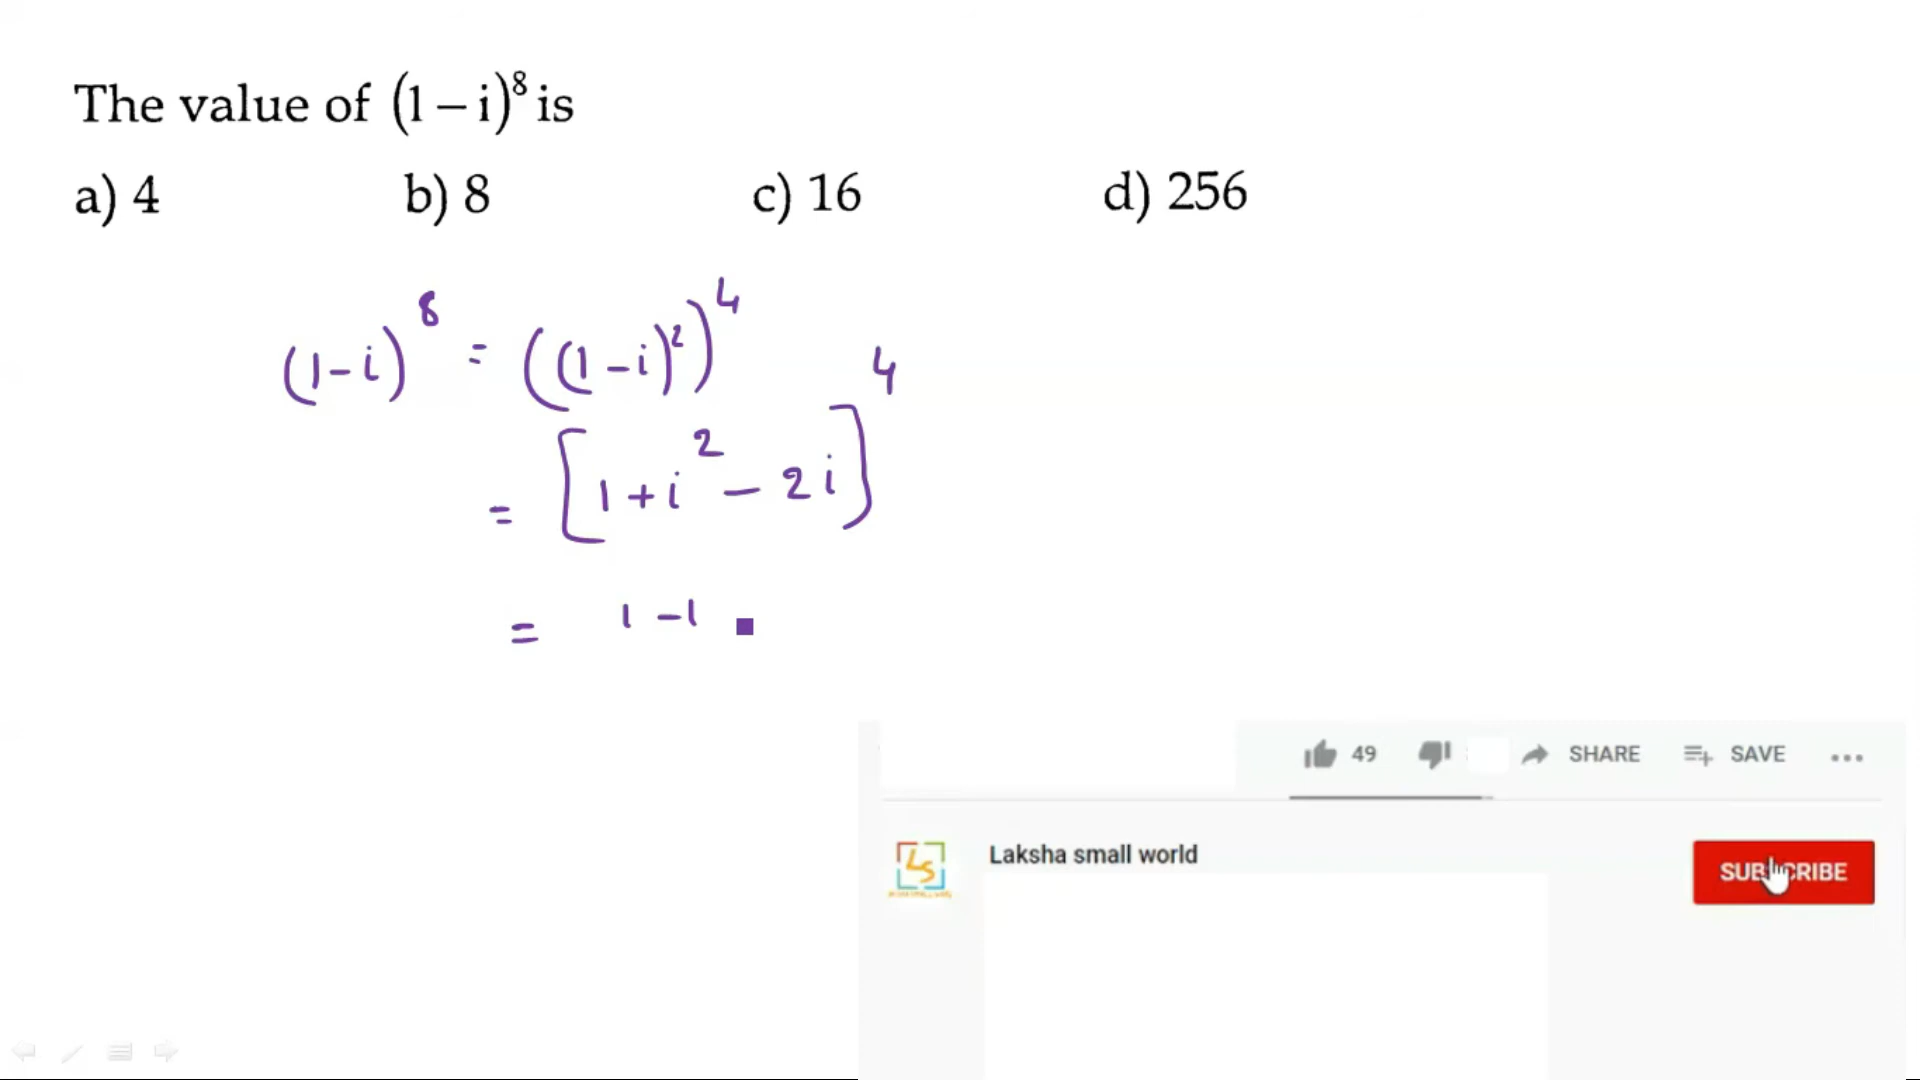 The value of (1 – i)⁸ is
a) 4 b) 8 c) 16 d) 256
(1-i)⁸ = ((1-i)²)⁴
= [1+i² - 2i]⁴
= 1 -1
49 SHARE SAVE
LS
Laksha small world
SUBSCRIBE